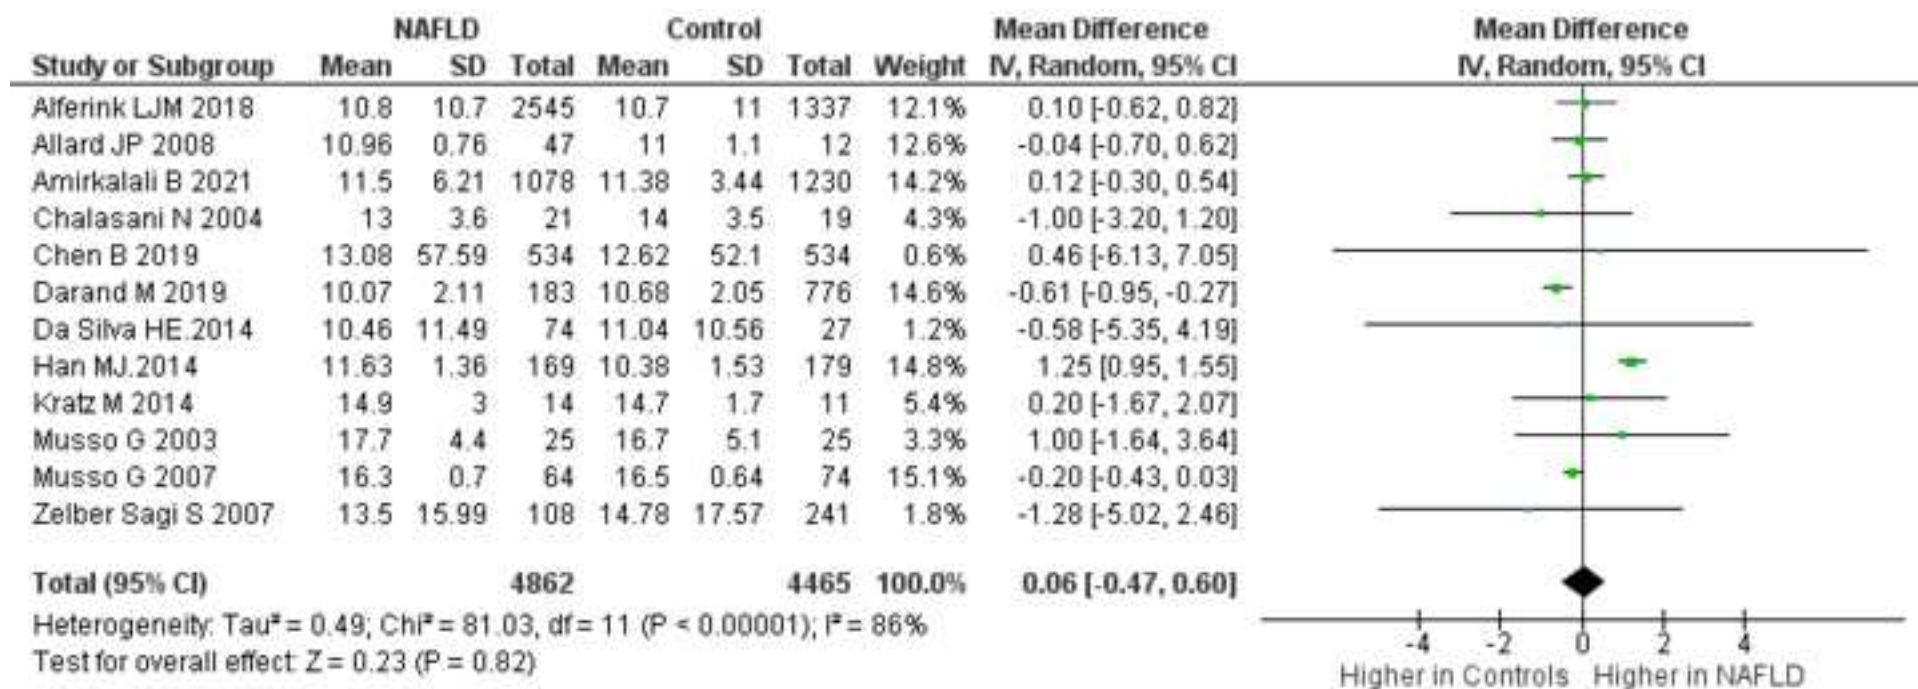 NAFLD Control Mean Difference Mean Difference
Study or Subgroup Mean SD Total Mean SD Total Weight IV, Random, 95% CI IV, Random, 95% CI
Alferink LJM 2018 10.8 10.7 2545 10.7 11 1337 12.1% 0.10 [-0.62, 0.82]
Allard JP 2008 10.96 0.76 47 11 1.1 12 12.6% -0.04 [-0.70, 0.62]
Amirkalali B 2021 11.5 6.21 1078 11.38 3.44 1230 14.2% 0.12 [-0.30, 0.54]
Chalasani N 2004 13 3.6 21 14 3.5 19 4.3% -1.00 [-3.20, 1.20]
Chen B 2019 13.08 57.59 534 12.62 52.1 534 0.6% 0.46 [-6.13, 7.05]
Darand M 2019 10.07 2.11 183 10.68 2.05 776 14.6% -0.61 [-0.95, -0.27]
Da Silva HE.2014 10.46 11.49 74 11.04 10.56 27 1.2% -0.58 [-5.35, 4.19]
Han MJ.2014 11.63 1.36 169 10.38 1.53 179 14.8% 1.25 [0.95, 1.55]
Kratz M 2014 14.9 3 14 14.7 1.7 11 5.4% 0.20 [-1.67, 2.07]
Musso G 2003 17.7 4.4 25 16.7 5.1 25 3.3% 1.00 [-1.64, 3.64]
Musso G 2007 16.3 0.7 64 16.5 0.64 74 15.1% -0.20 [-0.43, 0.03]
Zelber Sagi S 2007 13.5 15.99 108 14.78 17.57 241 1.8% -1.28 [-5.02, 2.46]
Total (95% CI) 4862 4465 100.0% 0.06 [-0.47, 0.60]
Heterogeneity: Tau² = 0.49; Chi² = 81.03, df = 11 (P < 0.00001); I² = 86%
Test for overall effect: Z = 0.23 (P = 0.82)
-4 -2 0 2 4
Higher in Controls Higher in NAFLD